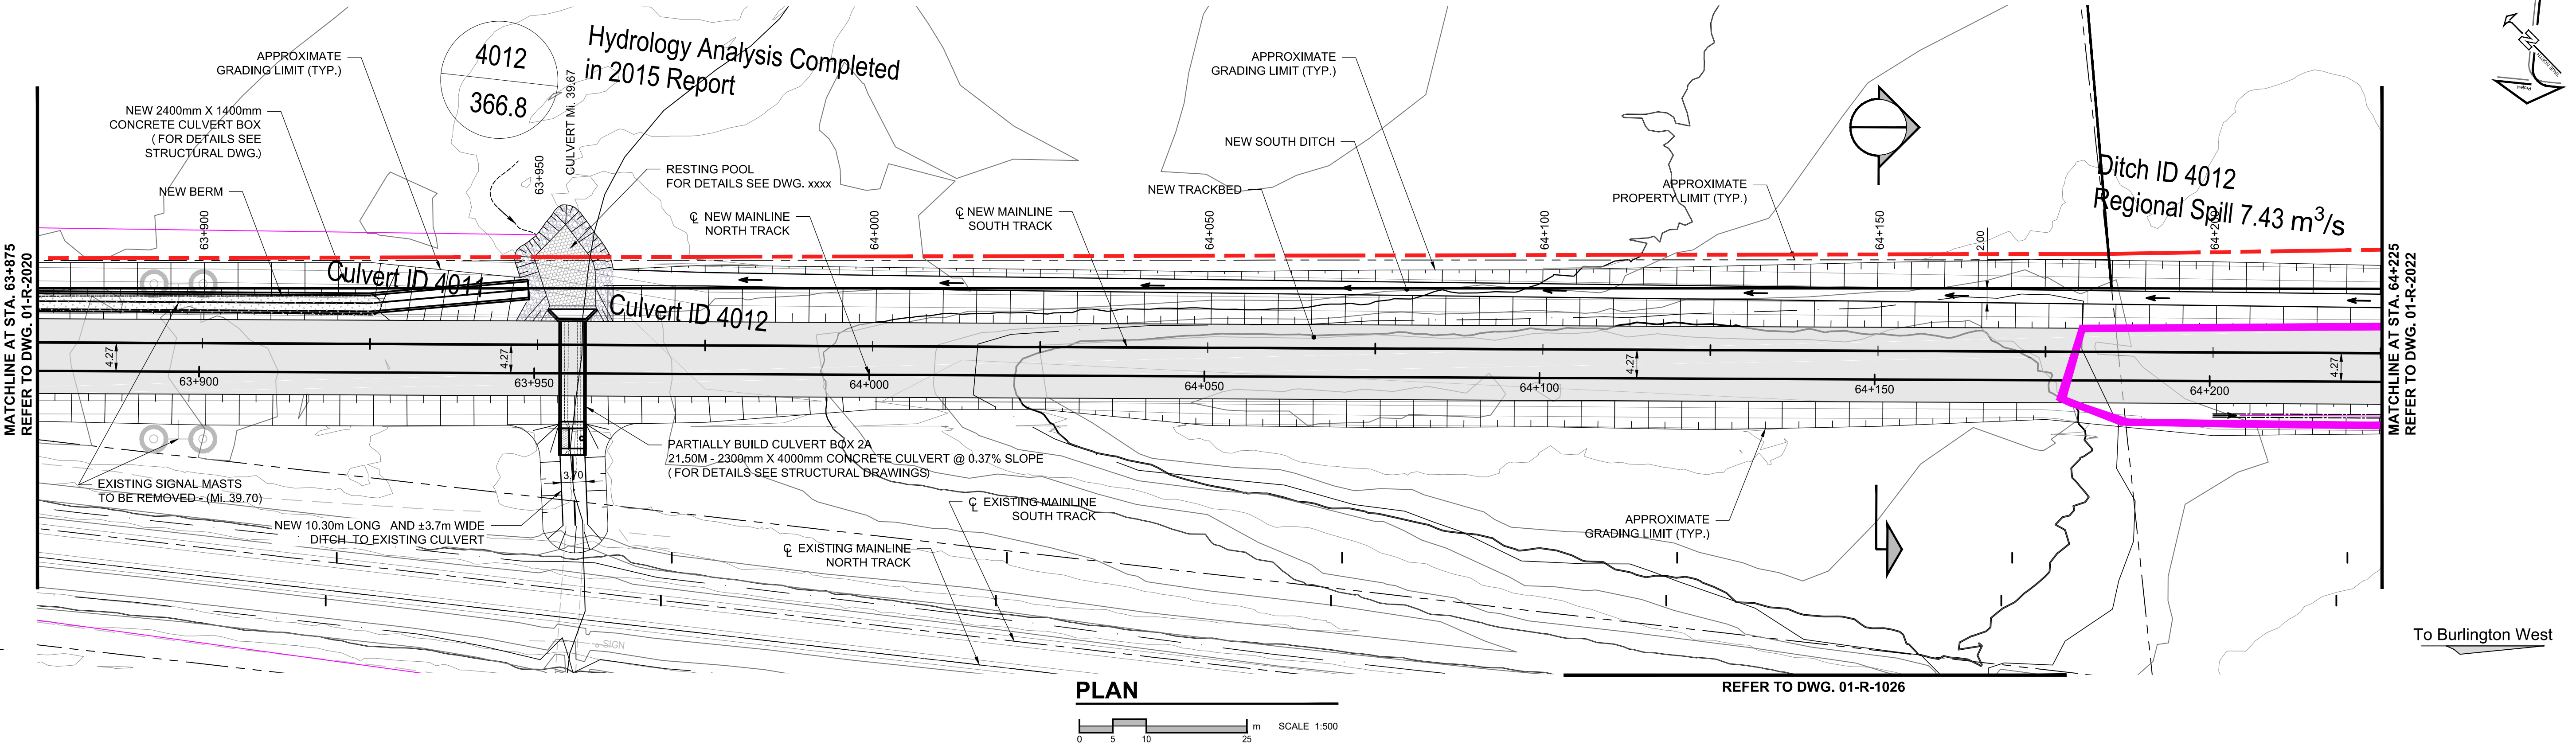 4012
366.8
Hydrology Analysis Completed
in 2015 Report
CULVERT Mi. 39.67
APPROXIMATE
GRADING LIMIT (TYP.)
NEW 2400mm X 1400mm
CONCRETE CULVERT BOX
( FOR DETAILS SEE
STRUCTURAL DWG.)
NEW BERM
RESTING POOL
FOR DETAILS SEE DWG. xxxx
℄ NEW MAINLINE
NORTH TRACK
℄ NEW MAINLINE
SOUTH TRACK
APPROXIMATE
GRADING LIMIT (TYP.)
NEW SOUTH DITCH
NEW TRACKBED
APPROXIMATE
PROPERTY LIMIT (TYP.)
Ditch ID 4012
Regional Spill 7.43 m³/s
N
Project
63+900
63+950
64+000
64+050
64+100
64+150
64+200
2.00
MATCHLINE AT STA. 63+875
REFER TO DWG. 01-R-2020
Culvert ID 4011
Culvert ID 4012
4.27
4.27
4.27
4.27
63+900
63+950
64+000
64+050
64+100
64+150
64+200
MATCHLINE AT STA. 64+225
REFER TO DWG. 01-R-2022
EXISTING SIGNAL MASTS
TO BE REMOVED - (Mi. 39.70)
3.70
PARTIALLY BUILD CULVERT BOX 2A
21.50M - 2300mm X 4000mm CONCRETE CULVERT @ 0.37% SLOPE
( FOR DETAILS SEE STRUCTURAL DRAWINGS)
NEW 10.30m LONG AND ±3.7m WIDE
DITCH TO EXISTING CULVERT
℄ EXISTING MAINLINE
SOUTH TRACK
℄ EXISTING MAINLINE
NORTH TRACK
APPROXIMATE
GRADING LIMIT (TYP.)
SIGN
To Burlington West
PLAN
REFER TO DWG. 01-R-1026
0 5 10 25 m SCALE 1:500